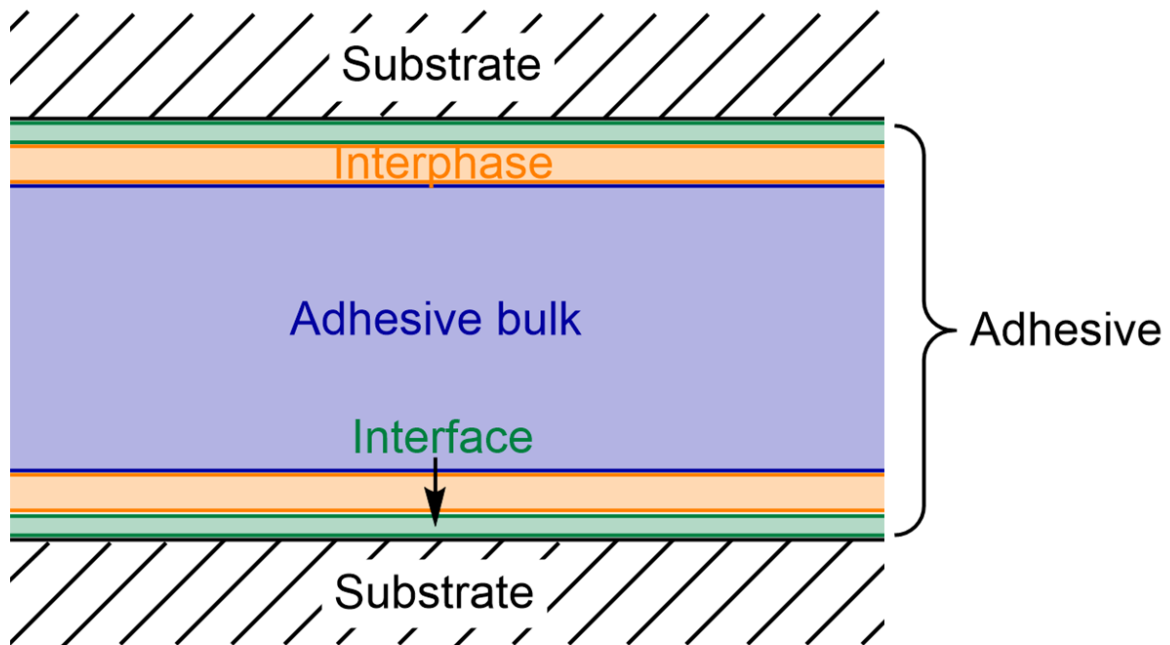 Substrate
Interphase
Adhesive bulk
Adhesive
Interface
Substrate